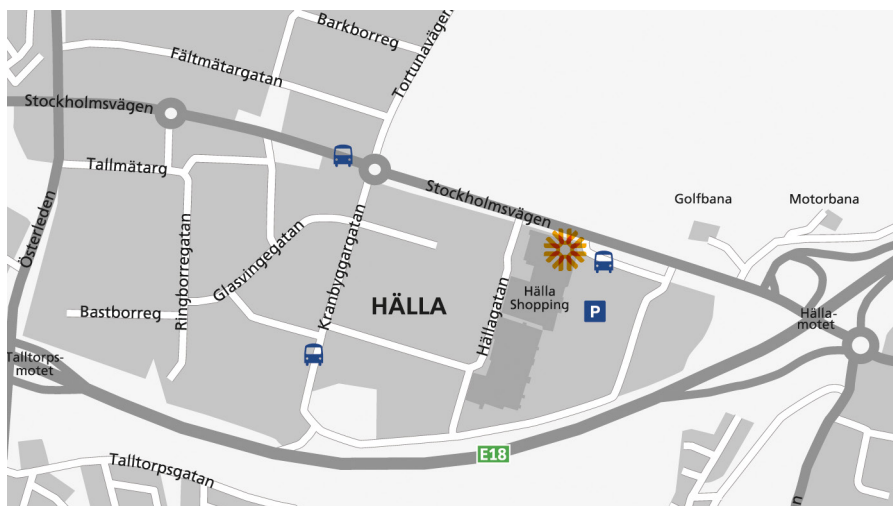 Barkborreg
Tortunavägen
Fältmätargatan
Stockholmsvägen
Tallmätarg
Stockholmsvägen
Golfbana
Motorbana
Österleden
Ringborregatan
Glasvingegatan
Kranbyggargatan
HÄLLA
Hällagatan
Hälla
Shopping
P
Bastborreg
Hälla-
motet
Talltorps-
motet
E18
Talltorpsgatan